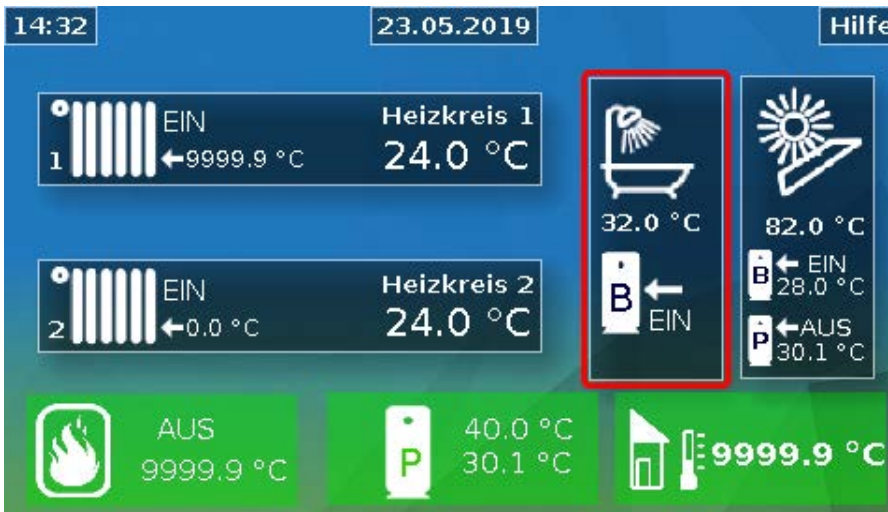 14:32
23.05.2019
Hilfe
EIN
Heizkreis 1
1
9999.9 °C
24.0 °C
32.0 °C
B
EIN
82.0 °C
B
EIN
28.0 °C
P
AUS
30.1 °C
EIN
Heizkreis 2
2
0.0 °C
24.0 °C
AUS
9999.9 °C
P
40.0 °C
30.1 °C
9999.9 °C